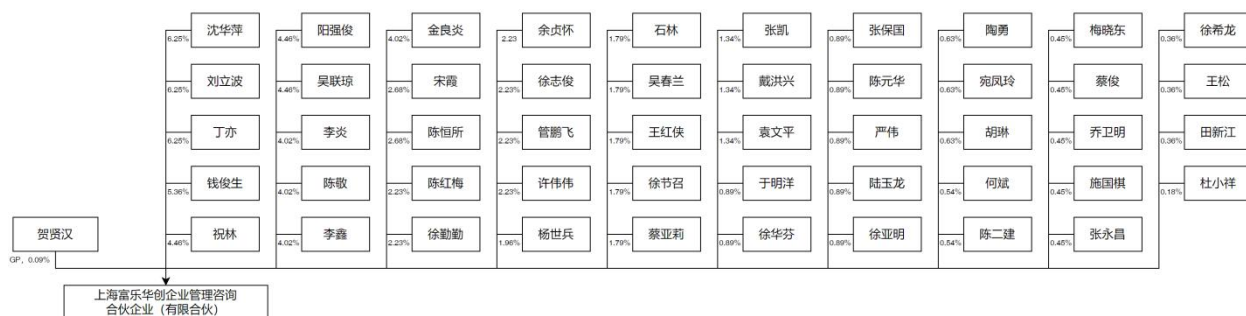 沈华萍
阳强俊
金良炎
余贞怀
石林
张凯
张保国
陶勇
梅晓东
徐希龙
6.25%
4.46%
4.02%
2.23
1.79%
1.34%
0.89%
0.63%
0.45%
0.36%
刘立波
吴联琼
宋霞
徐志俊
吴春兰
戴洪兴
陈元华
宛凤玲
蔡俊
王松
6.25%
4.46%
2.68%
2.23%
1.79%
1.34%
0.89%
0.63%
0.45%
0.36%
丁亦
李炎
陈恒所
管鹏飞
王红侠
袁文平
严伟
胡琳
乔卫明
田新江
6.25%
4.02%
2.68%
2.23%
1.79%
1.34%
0.89%
0.63%
0.45%
0.36%
钱俊生
陈敬
陈红梅
许伟伟
徐节召
于明洋
陆玉龙
何斌
施国棋
杜小祥
5.36%
4.02%
2.23%
2.23%
1.79%
0.89%
0.89%
0.54%
0.45%
0.18%
贺贤汉
祝林
李鑫
徐勤勤
杨世兵
蔡亚莉
徐华芬
徐亚明
陈二建
张永昌
GP，0.09%
4.46%
4.02%
2.23%
1.96%
1.79%
0.89%
0.89%
0.54%
0.45%
上海富乐华创企业管理咨询
合伙企业（有限合伙）